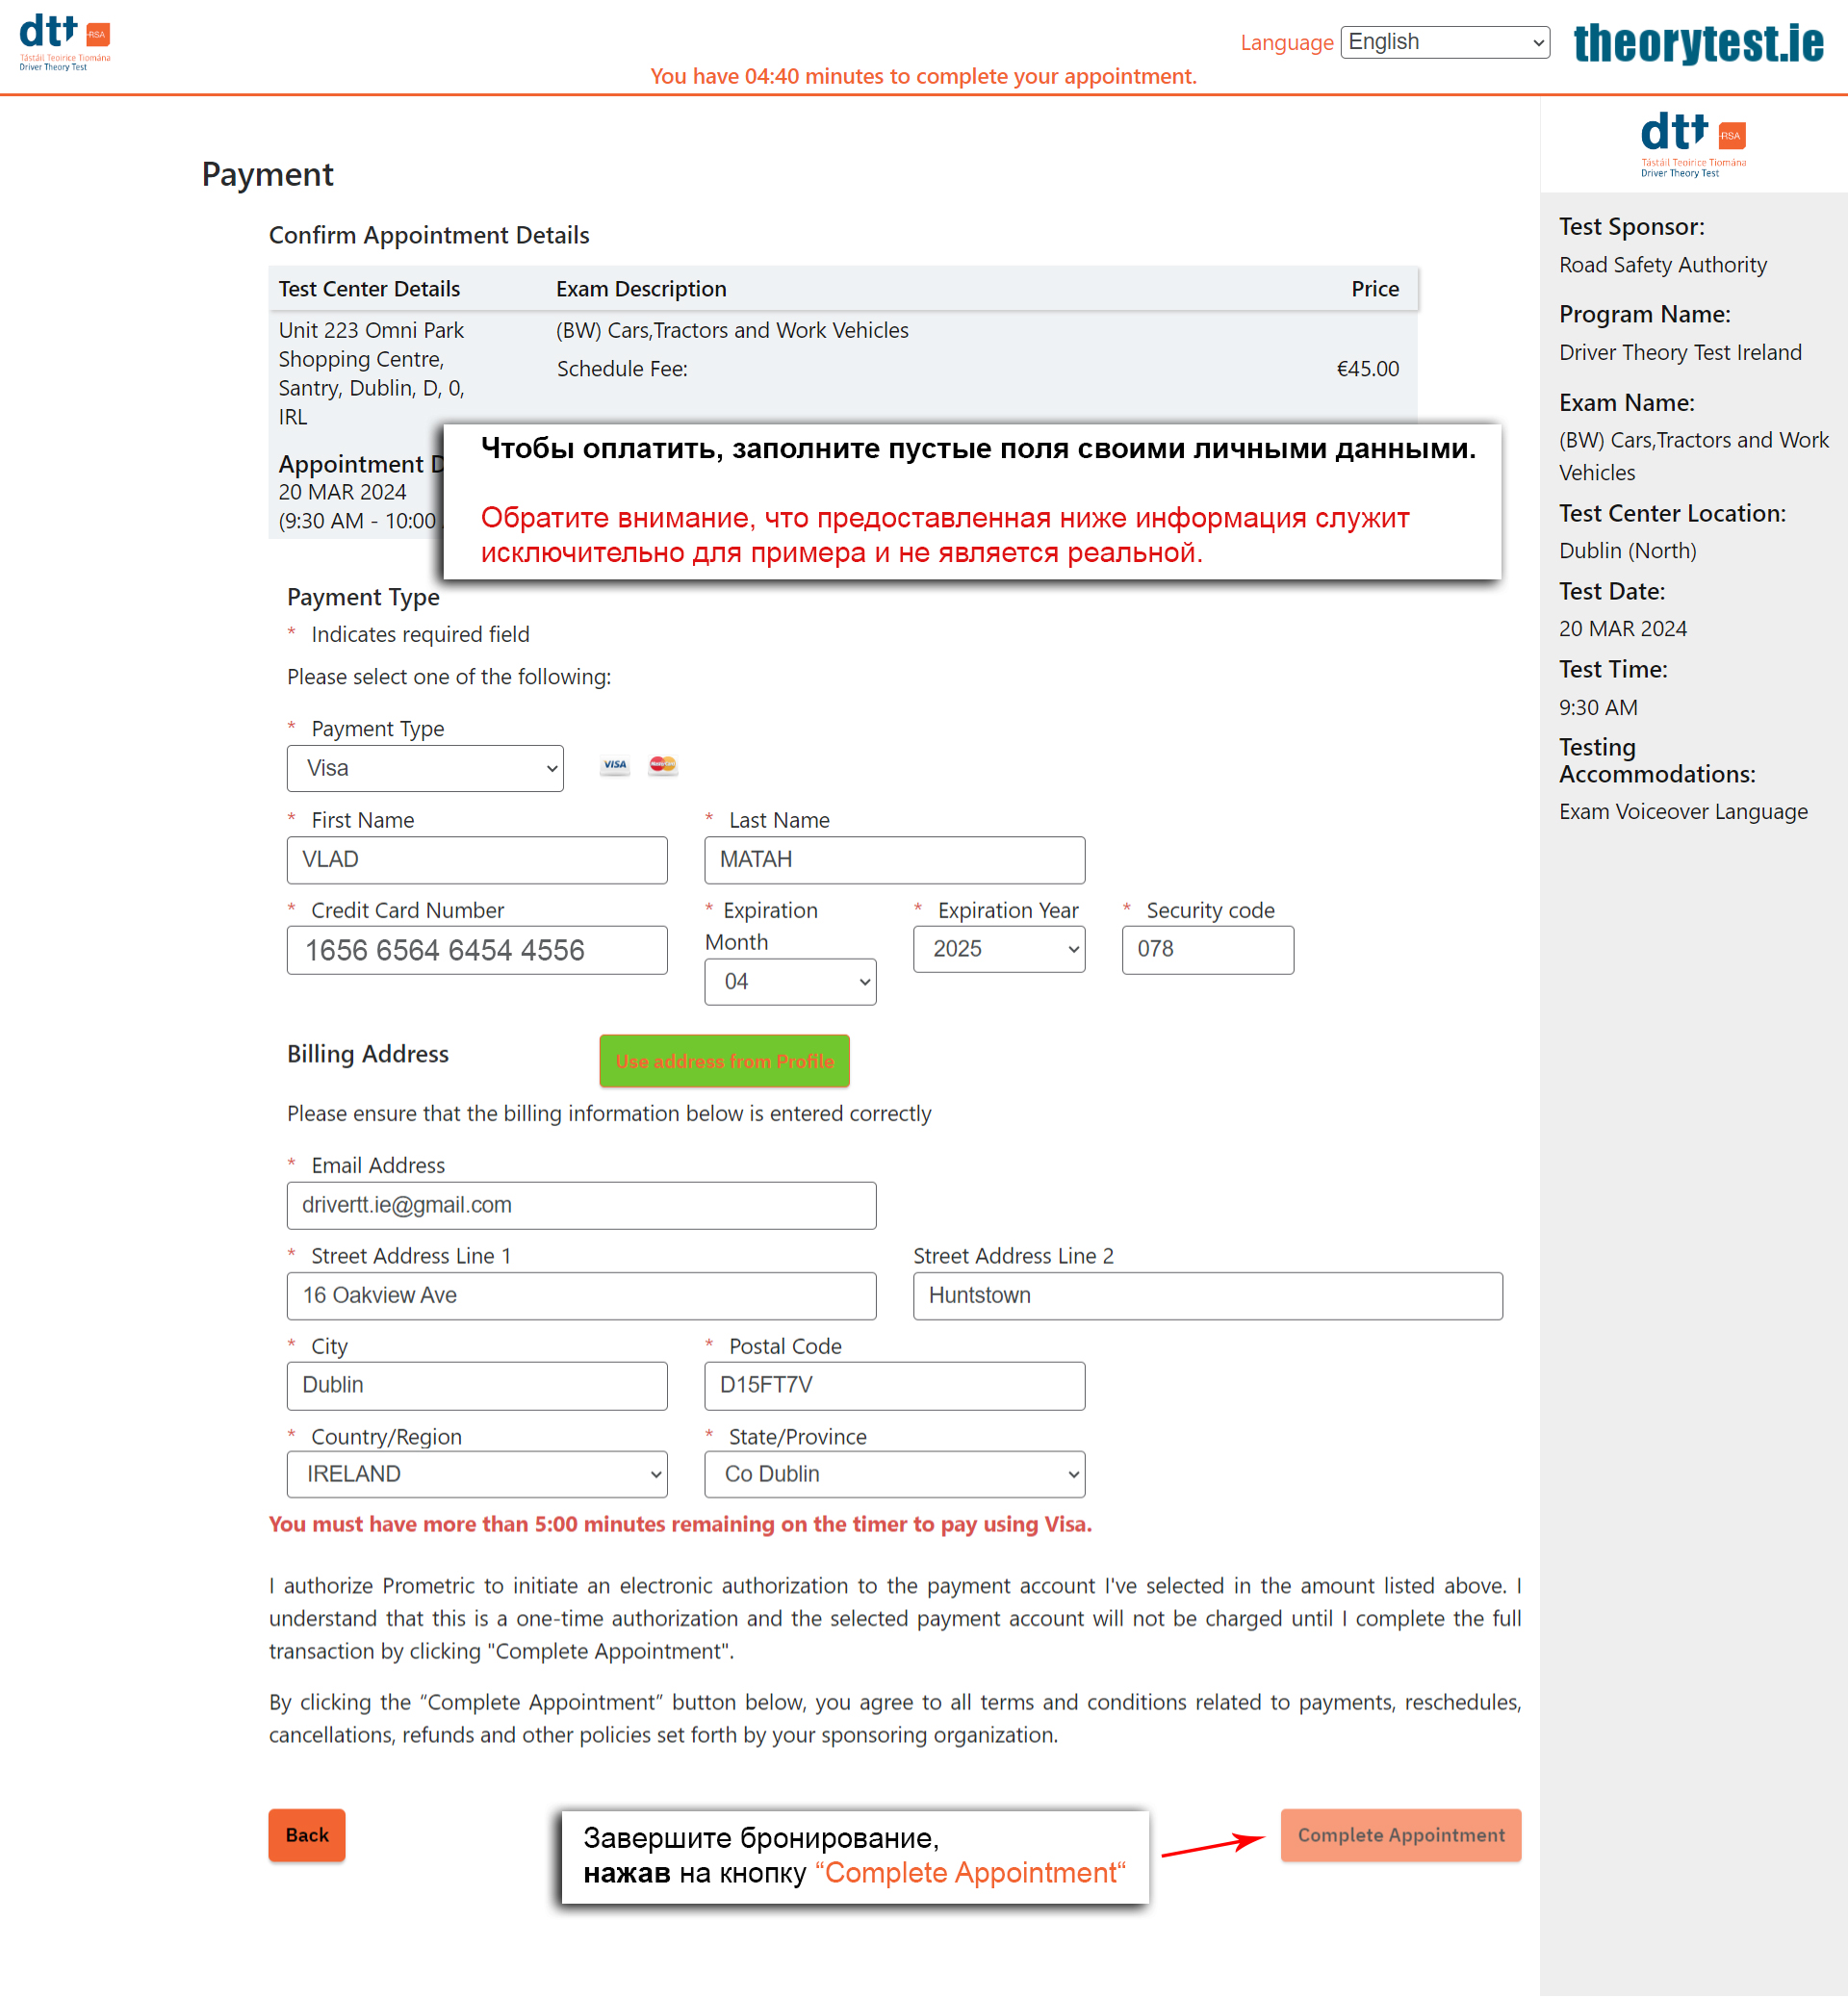 dtt RSA
Tástáil Teoirice Tiomána
Driver Theory Test
Language English
theorytest.ie
You have 04:40 minutes to complete your appointment.
dtt RSA
Tástáil Teoirice Tiomána
Driver Theory Test
Payment
Confirm Appointment Details
Test Center Details Exam Description Price
Unit 223 Omni Park
Shopping Centre,
Santry, Dublin, D, 0,
IRL
(BW) Cars,Tractors and Work Vehicles
Schedule Fee: €45.00
Appointment D
20 MAR 2024
(9:30 AM - 10:00
Чтобы оплатить, заполните пустые поля своими личными данными.
Обратите внимание, что предоставленная ниже информация служит
исключительно для примера и не является реальной.
Payment Type
* Indicates required field
Please select one of the following:
* Payment Type
Visa
VISA MasterCard
* First Name * Last Name
VLAD MATAH
* Credit Card Number * Expiration Month * Expiration Year * Security code
1656 6564 6454 4556 04 2025 078
Billing Address
Use address from Profile
Please ensure that the billing information below is entered correctly
* Email Address
drivertt.ie@gmail.com
* Street Address Line 1 Street Address Line 2
16 Oakview Ave Huntstown
* City * Postal Code
Dublin D15FT7V
* Country/Region * State/Province
IRELAND Co Dublin
You must have more than 5:00 minutes remaining on the timer to pay using Visa.
I authorize Prometric to initiate an electronic authorization to the payment account I've selected in the amount listed above. I
understand that this is a one-time authorization and the selected payment account will not be charged until I complete the full
transaction by clicking "Complete Appointment".
By clicking the “Complete Appointment” button below, you agree to all terms and conditions related to payments, reschedules,
cancellations, refunds and other policies set forth by your sponsoring organization.
Back
Завершите бронирование,
нажав на кнопку “Complete Appointment“
Complete Appointment
Test Sponsor:
Road Safety Authority
Program Name:
Driver Theory Test Ireland
Exam Name:
(BW) Cars,Tractors and Work
Vehicles
Test Center Location:
Dublin (North)
Test Date:
20 MAR 2024
Test Time:
9:30 AM
Testing
Accommodations:
Exam Voiceover Language